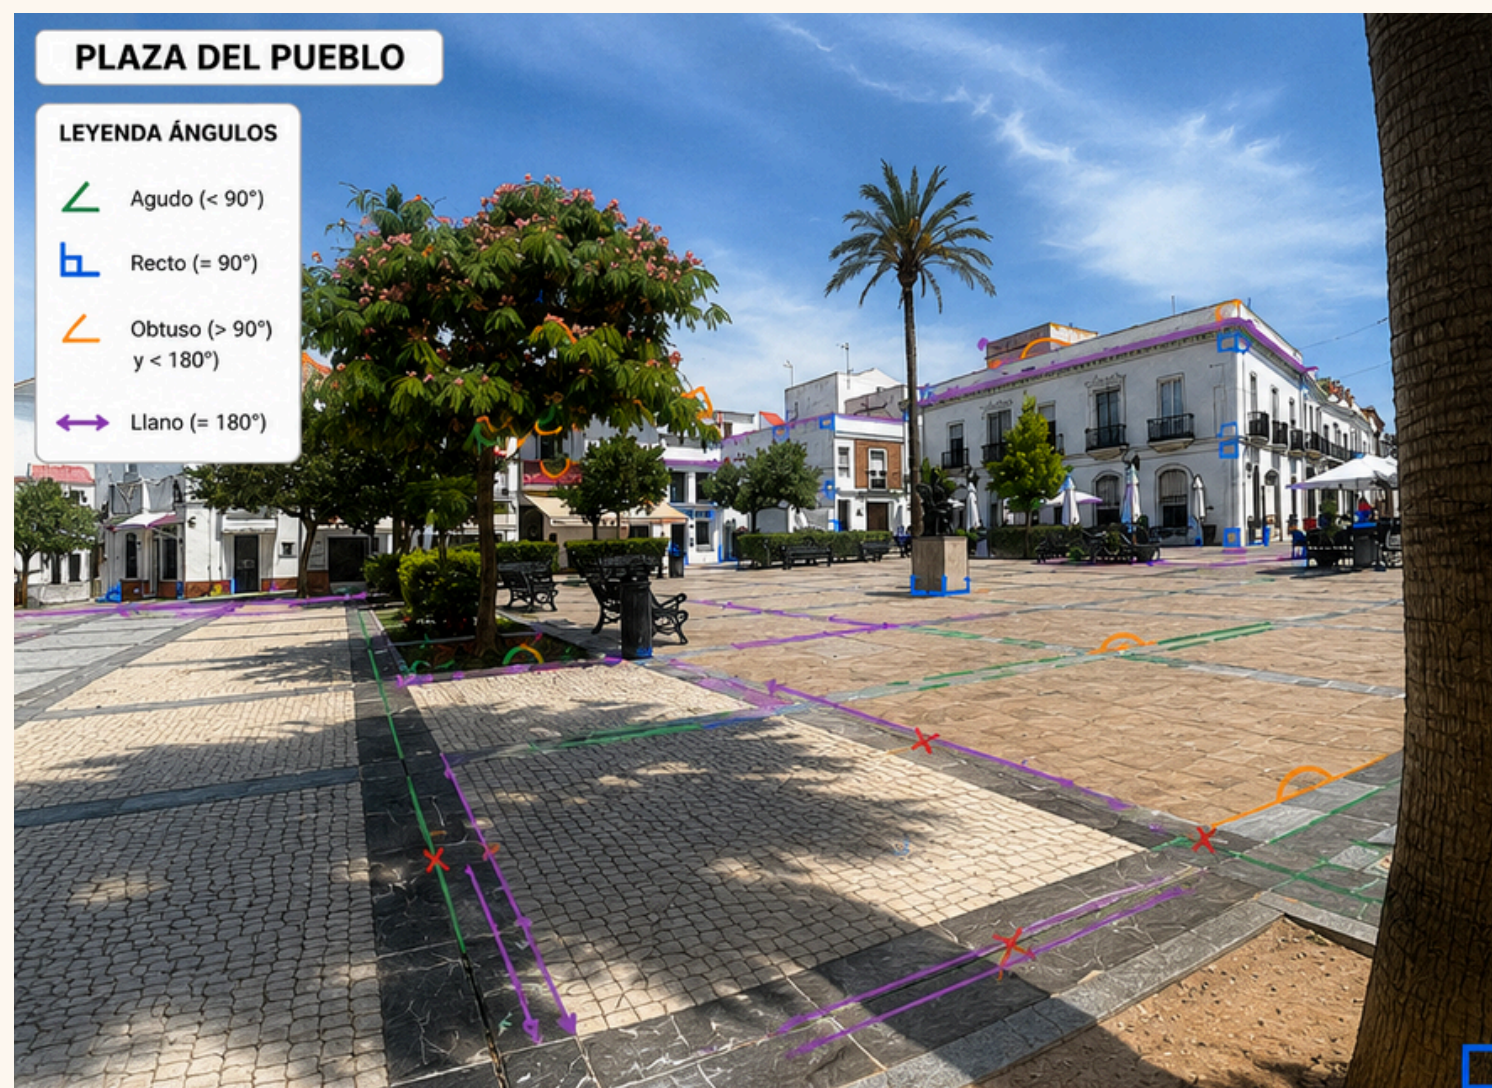 PLAZA DEL PUEBLO
LEYENDA ÁNGULOS
Agudo (< 90°)
Recto (= 90°)
Obtuso (> 90°)
y < 180°)
Llano (= 180°)